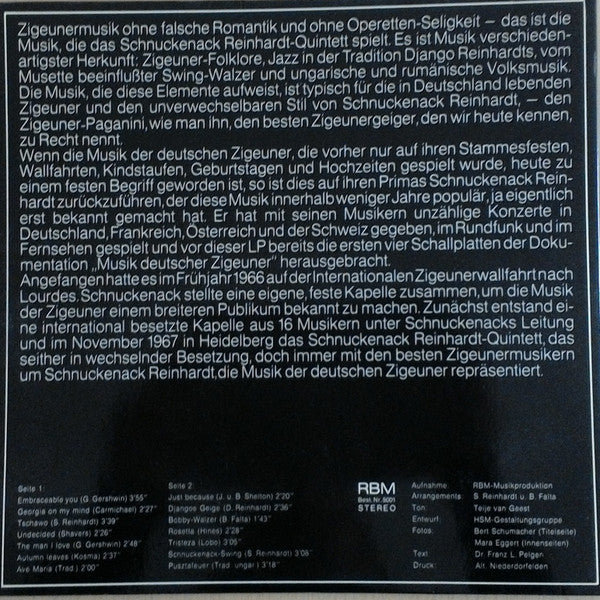 Zigeunermusik ohne falsche Romantik und ohne Operetten-Seligkeit – das ist die
Musik, die das Schnuckenack Reinhardt-Quintett spielt. Es ist Musik verschieden-
artigster Herkunft: Zigeuner-Folklore, Jazz in der Tradition Django Reinhardts, vom
Musette beeinflußter Swing-Walzer und ungarische und rumänische Volksmusik.
Die Musik, die diese Elemente aufweist, ist typisch für die in Deutschland lebenden
Zigeuner und den unverwechselbaren Stil von Schnuckenack Reinhardt, – den
Zigeuner-Paganini, wie man ihn, den besten Zigeunergeiger, den wir heute kennen,
zu Recht nennt.
Wenn die Musik der deutschen Zigeuner, die vorher nur auf ihren Stammesfesten,
Wallfahrten, Kindstaufen, Geburtstagen und Hochzeiten gespielt wurde, heute zu
einem festen Begriff geworden ist, so ist dies auf ihren Primas Schnuckenack Rein-
hardt zurückzuführen, der diese Musik innerhalb weniger Jahre populär, ja eigentlich
erst bekannt gemacht hat. Er hat mit seinen Musikern unzählige Konzerte in
Deutschland, Frankreich, Österreich und der Schweiz gegeben, im Rundfunk und im
Fernsehen gespielt und vor dieser LP bereits die ersten vier Schallplatten der Doku-
mentation „Musik deutscher Zigeuner" herausgebracht.
Angefangen hatte es im Frühjahr 1966 auf der Internationalen Zigeunerwallfahrt nach
Lourdes. Schnuckenack stellte eine eigene, feste Kapelle zusammen, um die Musik
der Zigeuner einem breiteren Publikum bekannt zu machen. Zunächst entstand ei-
ne international besetzte Kapelle aus 16 Musikern unter Schnuckenacks Leitung
und im November 1967 in Heidelberg das Schnuckenack Reinhardt-Quintett, das
seither in wechselnder Besetzung, doch immer mit den besten Zigeunermusikern
um Schnuckenack Reinhardt, die Musik der deutschen Zigeuner repräsentiert.
Seite 1:
Embraceable you (G. Gershwin) 3'55"
Georgia on my mind (Carmichael) 2'27"
Tschawo (S. Reinhardt) 3'39"
Undecided (Shavers) 2'26"
The man I love (G. Gershwin) 2'48"
Autumn leaves (Kosma) 2'37"
Ave Maria (Trad.) 2'00"
Seite 2:
Just because (J. u. B. Shelton) 2'20"
Djangos Geige (D. Reinhardt) 2'36"
Bobby-Walzer (B. Falta) 1'43"
Rosetta (Hines) 2'28"
Tristeza (Lobo) 3'05"
Schnuckenack-Swing (S. Reinhardt) 3'08"
Pusztafeuer (Trad. ungar.) 3'18"
RBM
Best. Nr. 5001
STEREO
Aufnahme: RBM-Musikproduktion
Arrangements: S. Reinhardt u. B. Falta
Ton: Teije van Geest
Entwurf: HSM-Gestaltungsgruppe
Fotos: Bert Schumacher (Titelseite)
Mara Eggert (Innenseiten)
Text: Dr. Franz L. Pelgen
Druck: Alt. Niederdorfelden